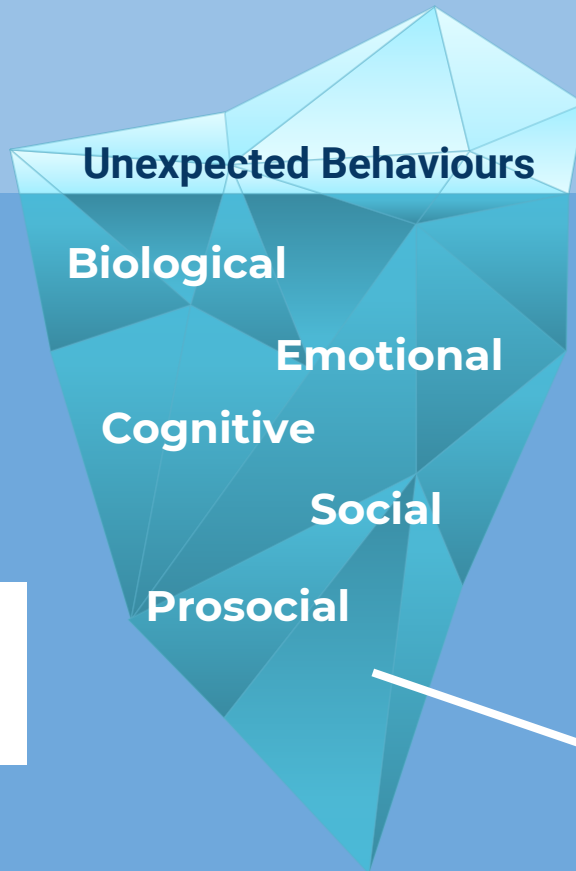 Unexpected Behaviours
Biological
Emotional
Cognitive
Social
Prosocial